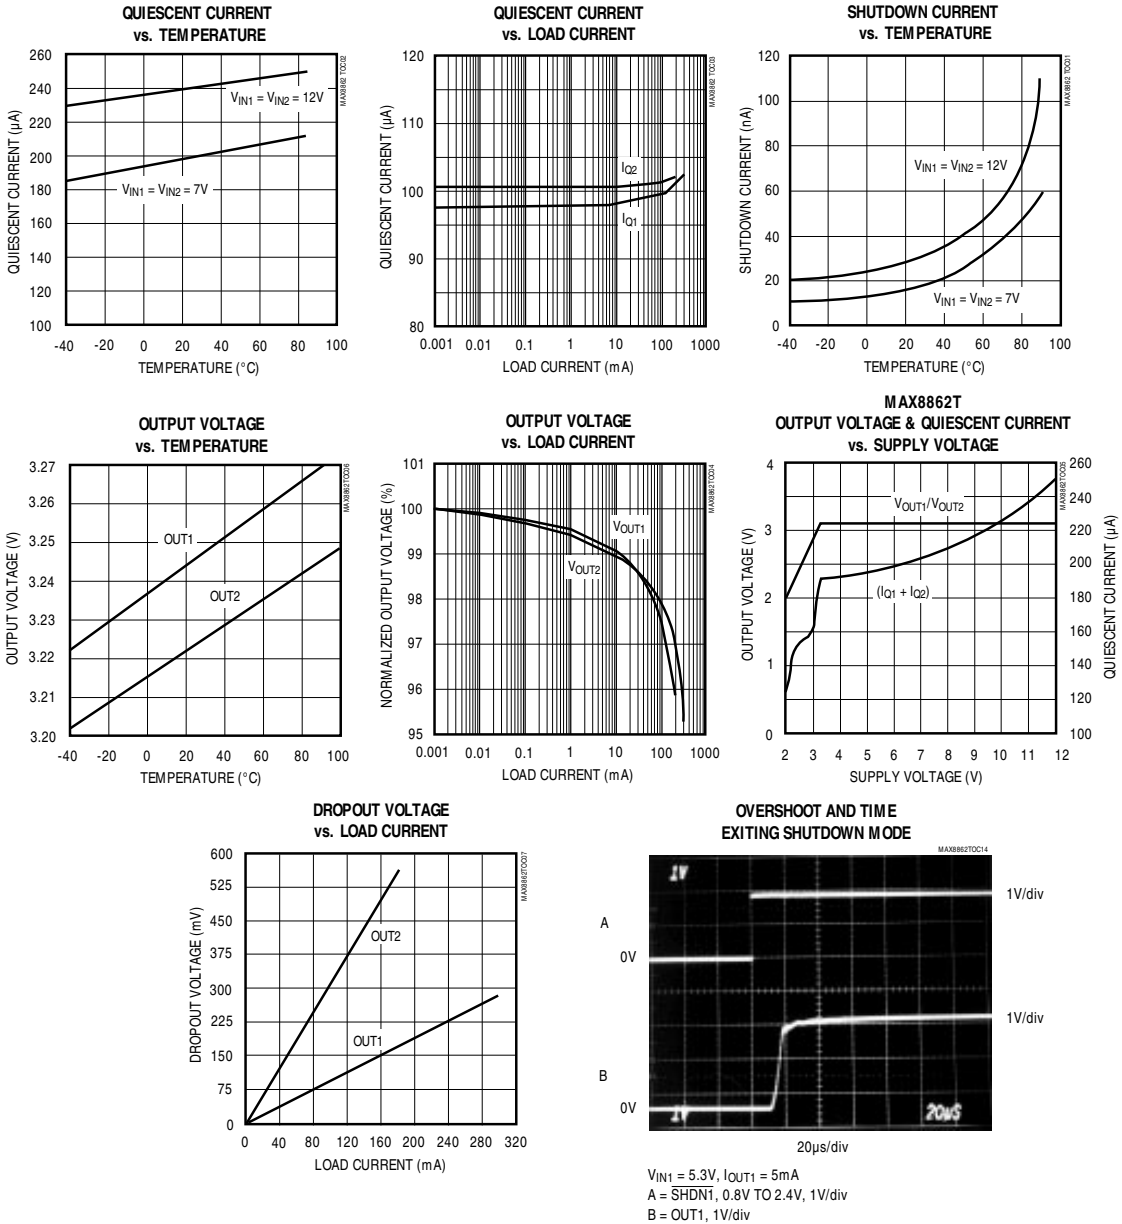 QUIESCENT CURRENT
vs. TEMPERATURE
260
240
220
200
180
160
140
120
100
QUIESCENT CURRENT (µA)
VIN1 = VIN2 = 12V
VIN1 = VIN2 = 7V
MAX8862 TOC02
-40 -20 0 20 40 60 80 100
TEMPERATURE (°C)
QUIESCENT CURRENT
vs. LOAD CURRENT
120
110
100
90
80
QUIESCENT CURRENT (µA)
IQ2
IQ1
MAX8862 TOC03
0.001 0.01 0.1 1 10 100 1000
LOAD CURRENT (mA)
SHUTDOWN CURRENT
vs. TEMPERATURE
120
100
80
60
40
20
0
SHUTDOWN CURRENT (nA)
VIN1 = VIN2 = 12V
VIN1 = VIN2 = 7V
MAX8862 TOC01
-40 -20 0 20 40 60 80 100
TEMPERATURE (°C)
OUTPUT VOLTAGE
vs. TEMPERATURE
3.27
3.26
3.25
3.24
3.23
3.22
3.21
3.20
OUTPUT VOLTAGE (V)
OUT1
OUT2
MAX8862TOC06
-40 -20 0 20 40 60 80 100
TEMPERATURE (°C)
OUTPUT VOLTAGE
vs. LOAD CURRENT
101
100
99
98
97
96
95
NORMALIZED OUTPUT VOLTAGE (%)
VOUT1
VOUT2
MAX8862TOC04
0.001 0.01 0.1 1 10 100 1000
LOAD CURRENT (mA)
MAX8862T
OUTPUT VOLTAGE & QUIESCENT CURRENT
vs. SUPPLY VOLTAGE
4
3
2
1
0
OUTPUT VOLTAGE (V)
VOUT1/VOUT2
(IQ1 + IQ2)
MAX8862TOC05
260
240
220
200
180
160
140
120
100
QUIESCENT CURRENT (µA)
2 3 4 5 6 7 8 9 10 11 12
SUPPLY VOLTAGE (V)
DROPOUT VOLTAGE
vs. LOAD CURRENT
600
525
450
375
300
225
150
75
0
DROPOUT VOLTAGE (mV)
OUT2
OUT1
MAX8862TOC07
0 40 80 120 160 200 240 280 320
LOAD CURRENT (mA)
OVERSHOOT AND TIME
EXITING SHUTDOWN MODE
MAX8862TOC14
1V
1V/div
A
0V
1V/div
B
0V
1V
20µS
20µs/div
VIN1 = 5.3V, IOUT1 = 5mA
A = SHDN1, 0.8V TO 2.4V, 1V/div
B = OUT1, 1V/div